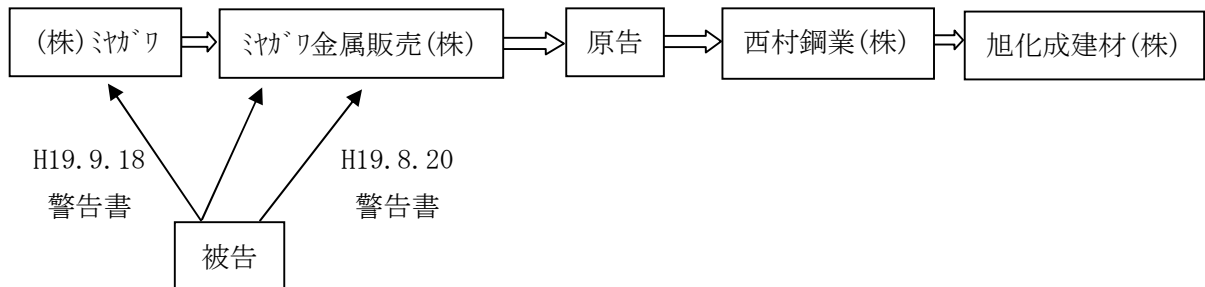 (株)ﾐﾔｶﾞﾜ
ﾐﾔｶﾞﾜ金属販売(株)
原告
西村鋼業(株)
旭化成建材(株)
H19.9.18
警告書
H19.8.20
警告書
被告